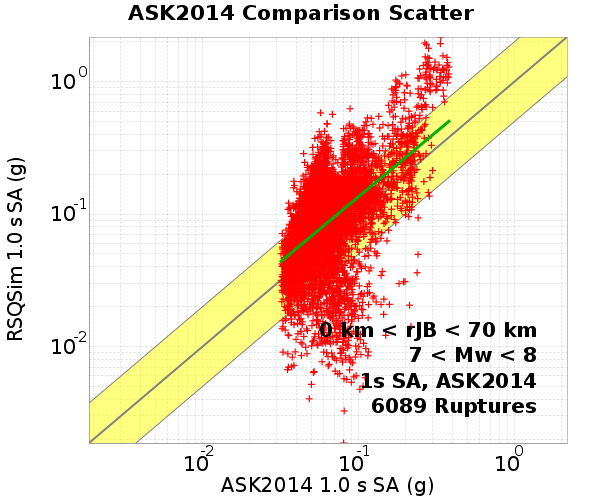 ASK2014 Comparison Scatter
RSQSim 1.0 s SA (g)
10^0
10^-1
10^-2
0 km < rJB < 70 km
7 < Mw < 8
1s SA, ASK2014
6089 Ruptures
10^-2
10^-1
10^0
ASK2014 1.0 s SA (g)